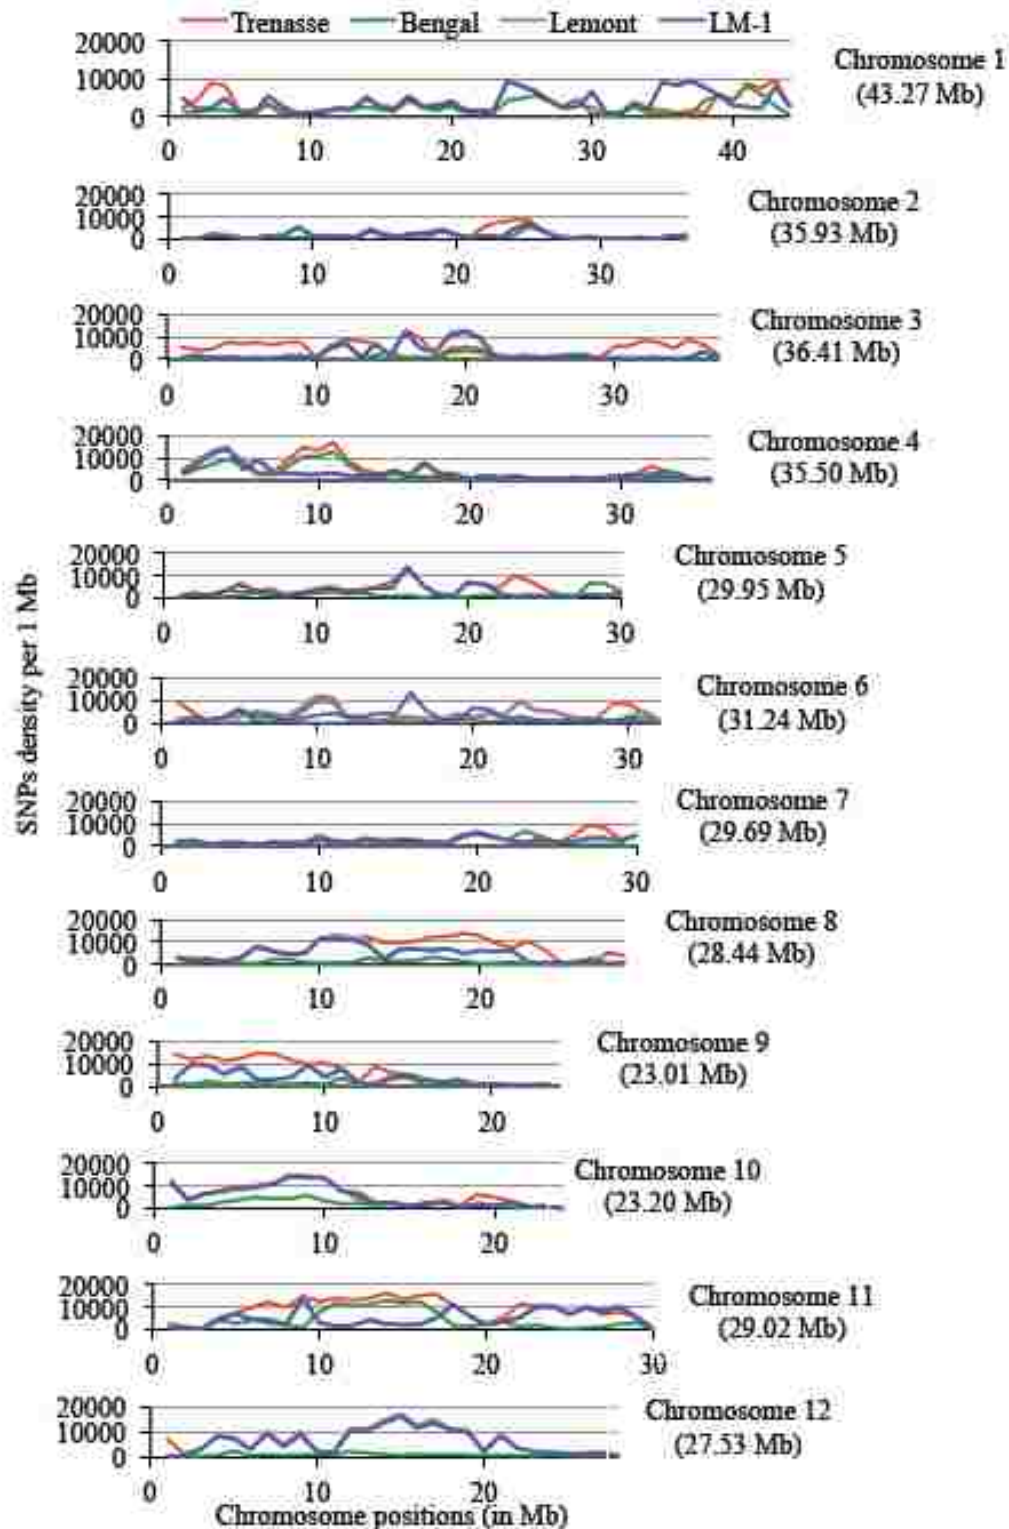 Trenasse Bengal Lemont LM-1
20000
10000
0
0 10 20 30 40
Chromosome 1
(43.27 Mb)
20000
10000
0
0 10 20 30
Chromosome 2
(35.93 Mb)
20000
10000
0
0 10 20 30
Chromosome 3
(36.41 Mb)
20000
10000
0
0 10 20 30
Chromosome 4
(35.50 Mb)
20000
10000
0
0 10 20 30
Chromosome 5
(29.95 Mb)
SNPs density per 1 Mb
20000
10000
0
0 10 20 30
Chromosome 6
(31.24 Mb)
20000
10000
0
0 10 20 30
Chromosome 7
(29.69 Mb)
20000
10000
0
0 10 20
Chromosome 8
(28.44 Mb)
20000
10000
0
0 10 20
Chromosome 9
(23.01 Mb)
20000
10000
0
0 10 20
Chromosome 10
(23.20 Mb)
20000
10000
0
0 10 20 30
Chromosome 11
(29.02 Mb)
20000
10000
0
0 10 20
Chromosome 12
(27.53 Mb)
Chromosome positions (in Mb)